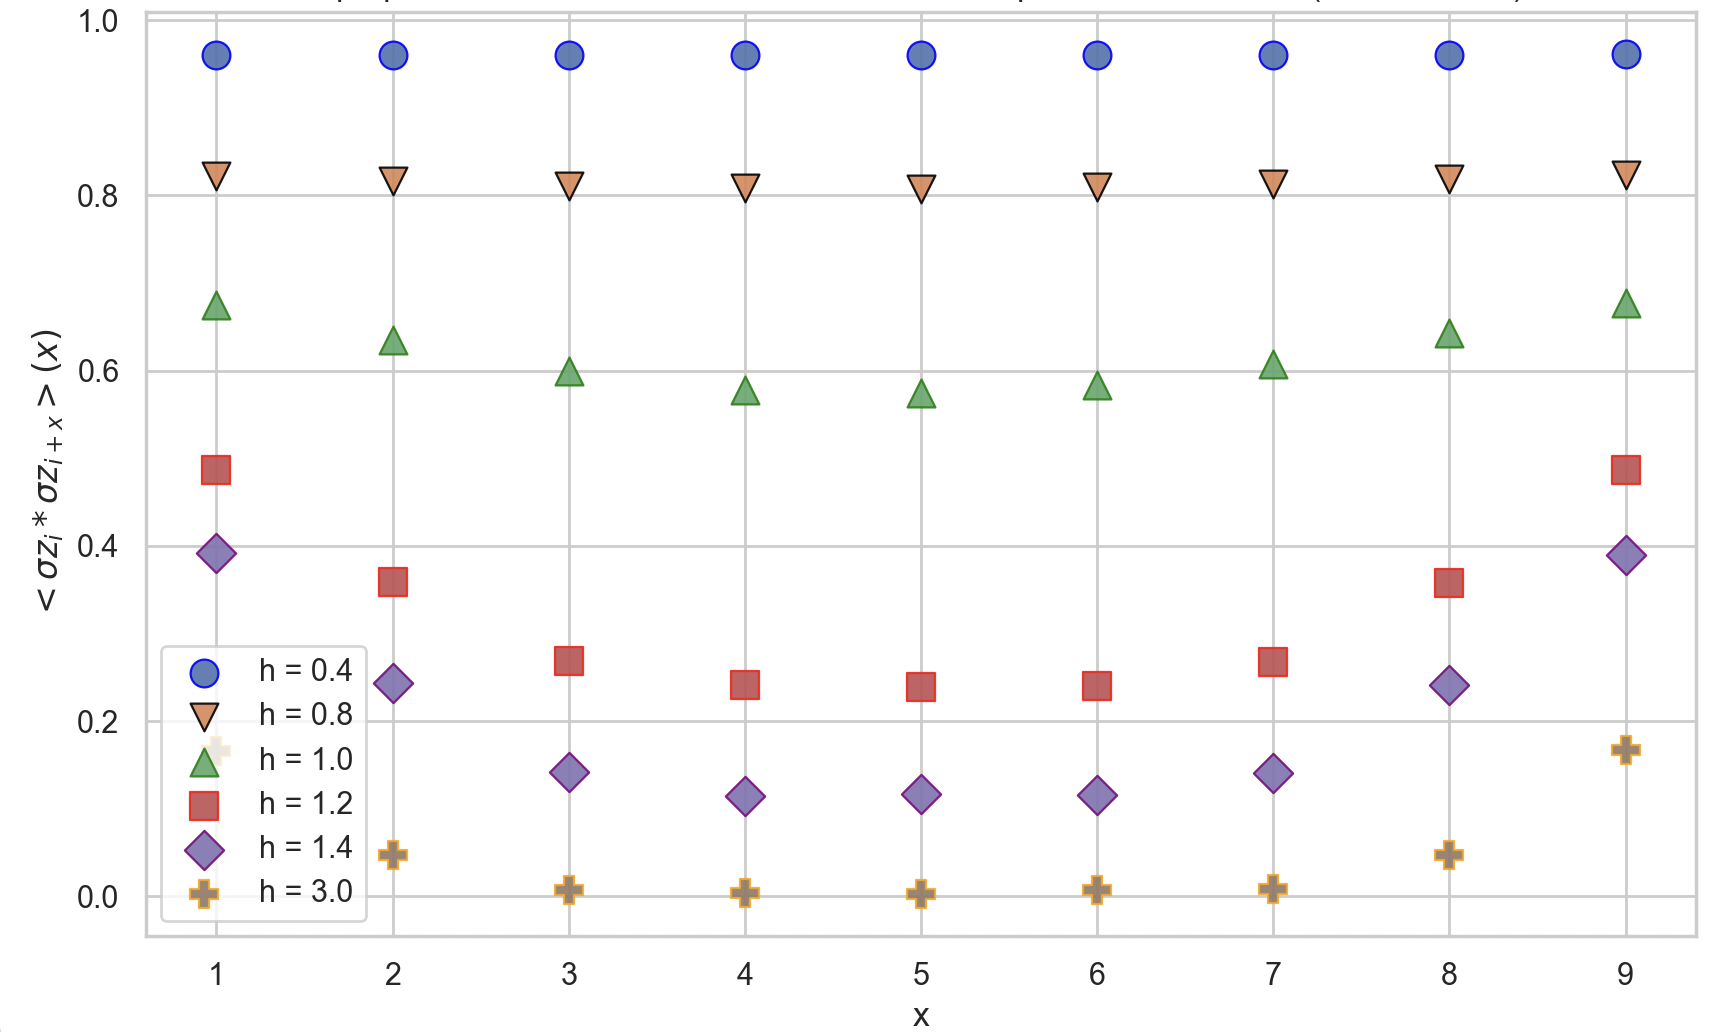 1.0
0.8
0.6
0.4
0.2
0.0
< σz_i * σz_{i+x} > (x)
h = 0.4
h = 0.8
h = 1.0
h = 1.2
h = 1.4
h = 3.0
1 2 3 4 5 6 7 8 9
x